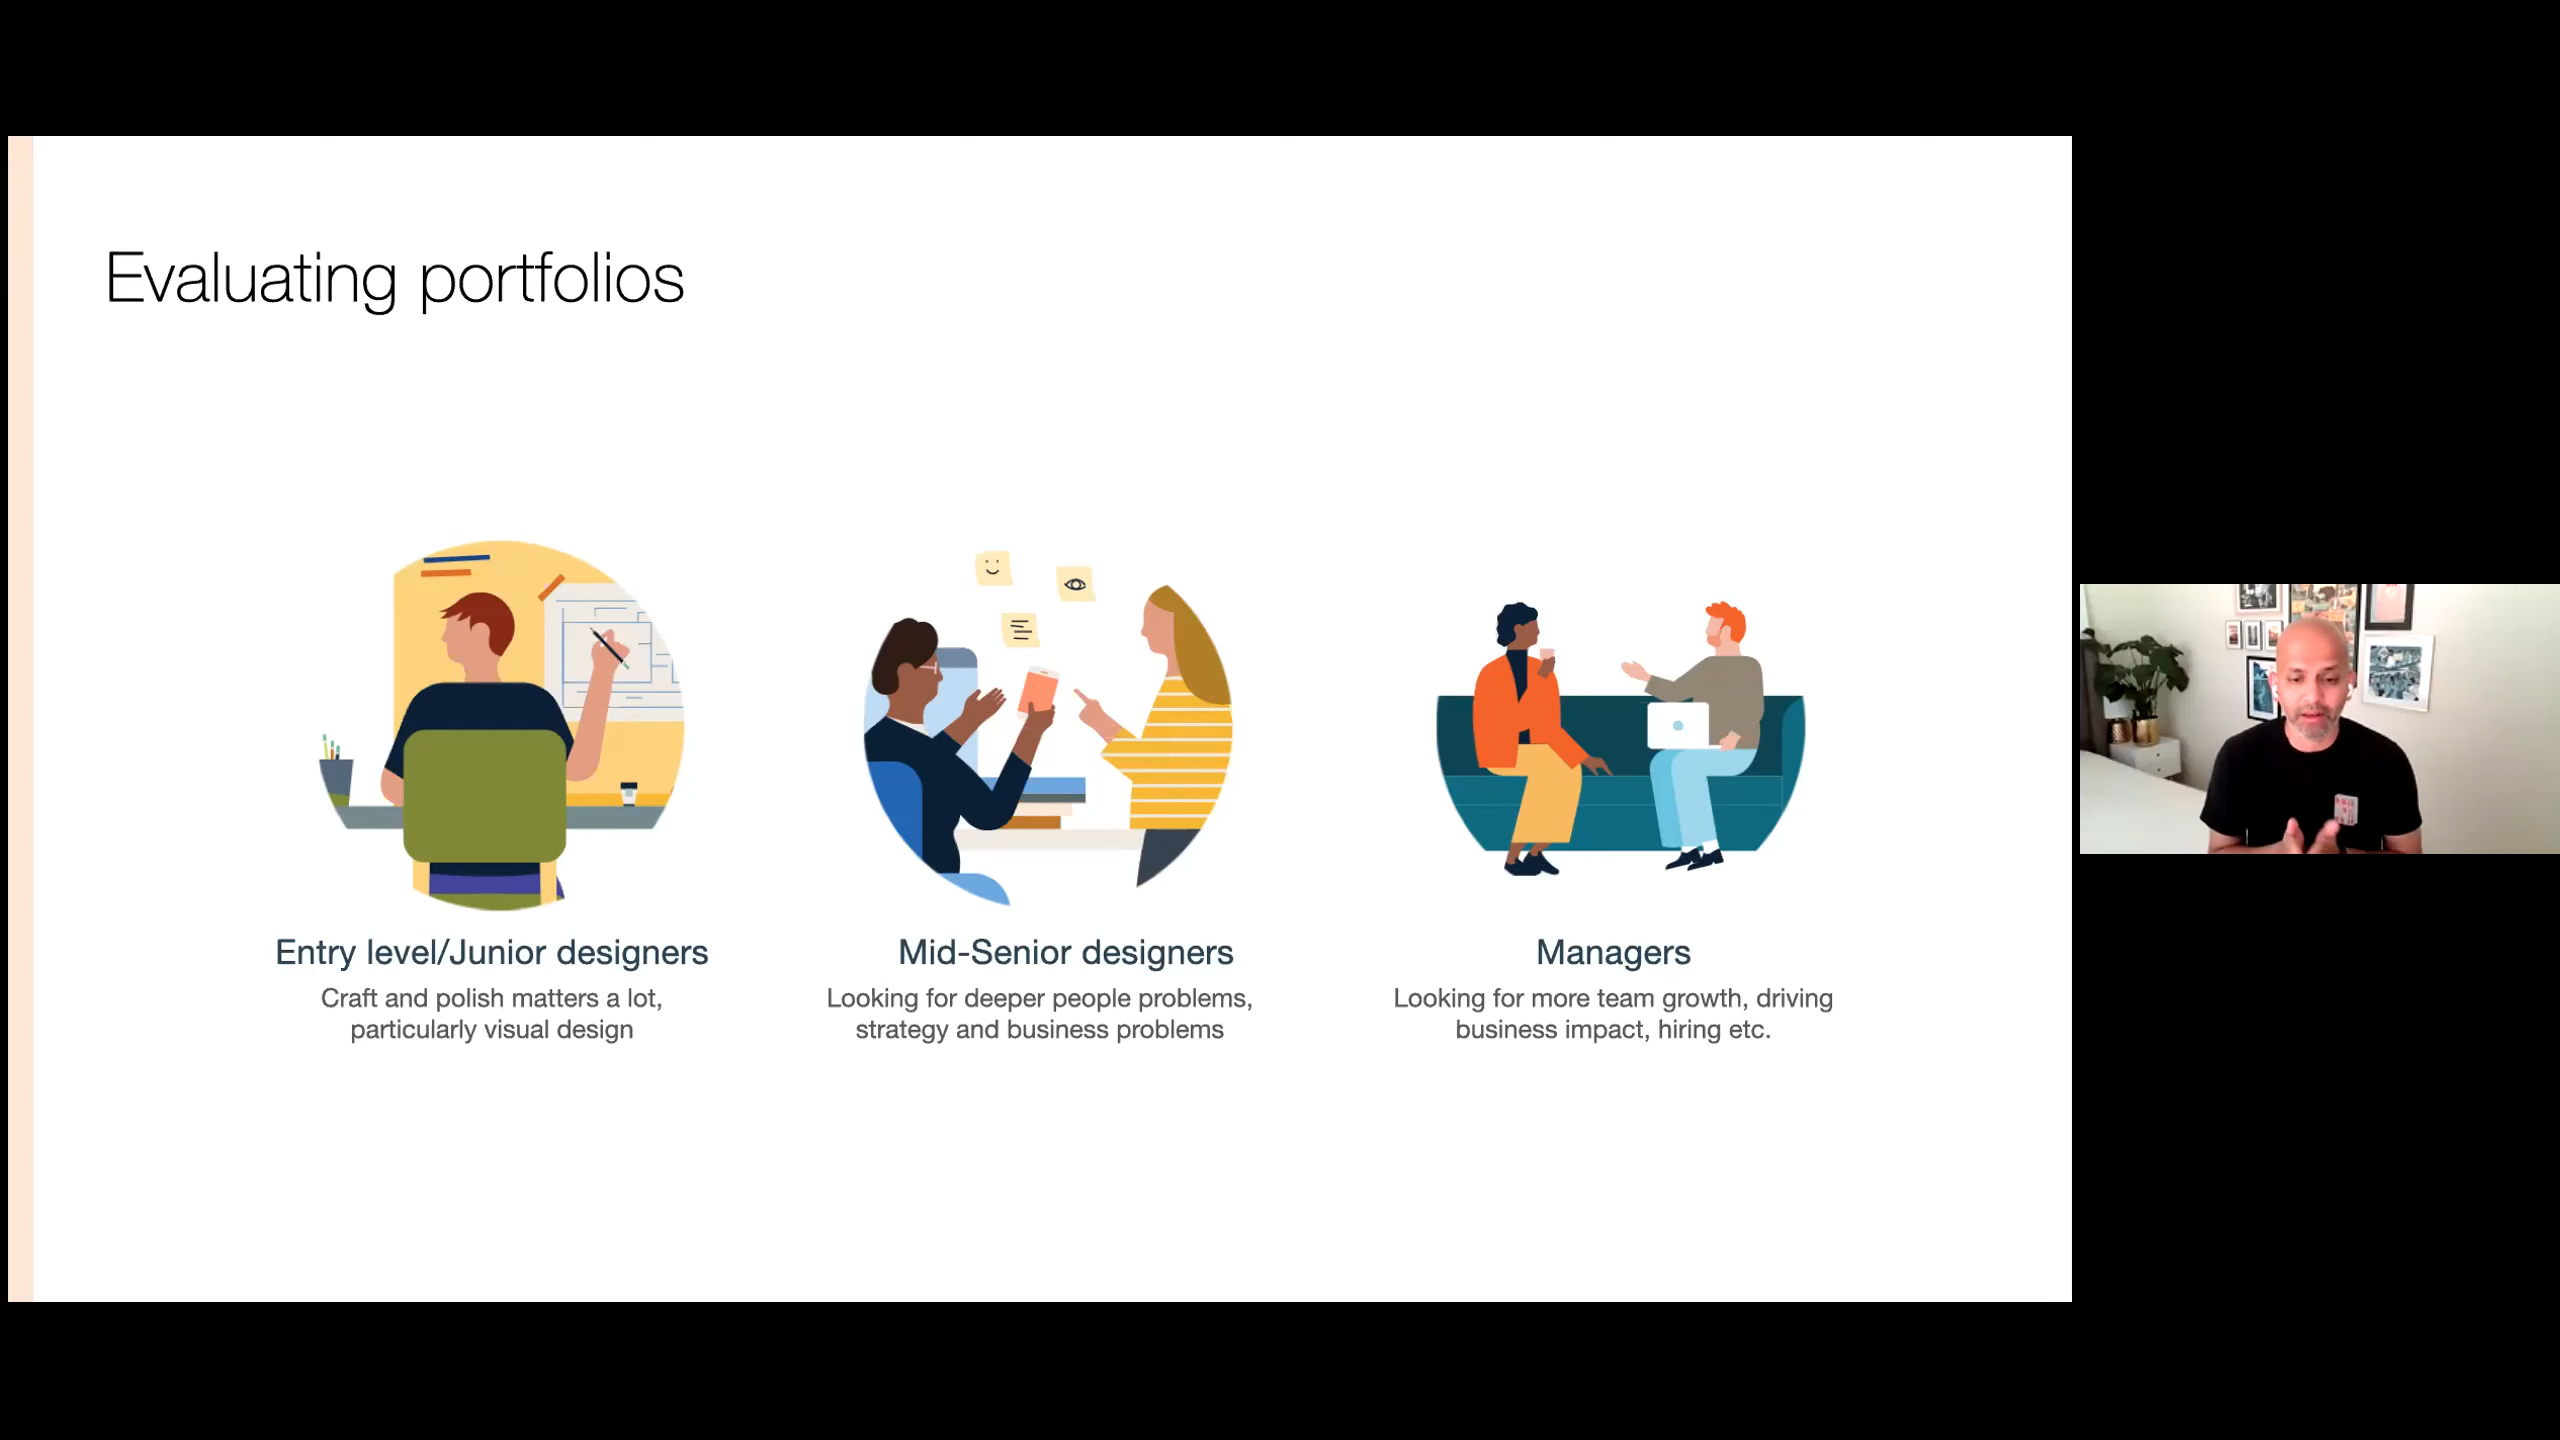 Evaluating portfolios
Entry level/Junior designers
Craft and polish matters a lot,
particularly visual design
Mid-Senior designers
Looking for deeper people problems,
strategy and business problems
Managers
Looking for more team growth, driving
business impact, hiring etc.